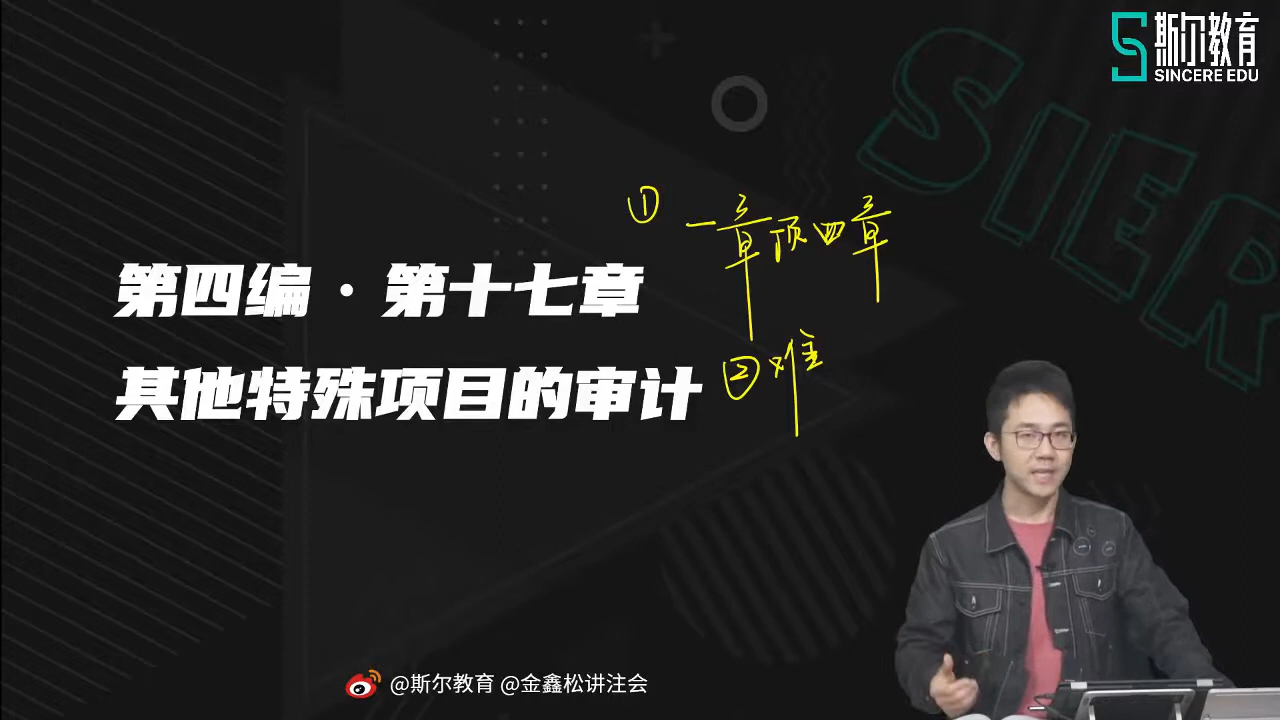 斯尔教育
SINCERE EDU
SIER
① 一章顶四章
第四编·第十七章
② 难
其他特殊项目的审计
@斯尔教育 @金鑫松讲注会